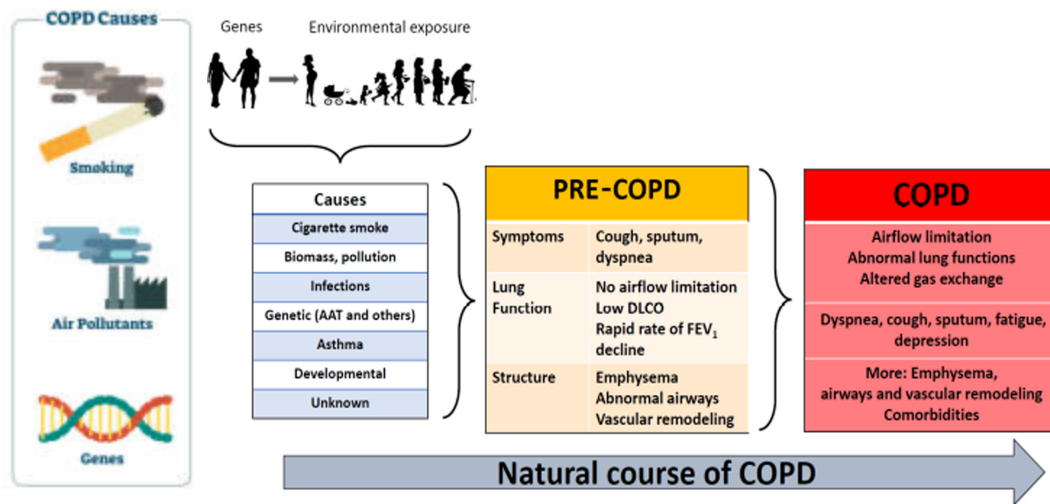 COPD Causes
Smoking
Air Pollutants
Genes
Genes
Environmental exposure
Causes
Cigarette smoke
Biomass, pollution
Infections
Genetic (AAT and others)
Asthma
Developmental
Unknown
PRE-COPD
Symptoms
Cough, sputum,
dyspnea
Lung
Function
No airflow limitation
Low DLCO
Rapid rate of FEV₁
decline
Structure
Emphysema
Abnormal airways
Vascular remodeling
COPD
Airflow limitation
Abnormal lung functions
Altered gas exchange
Dyspnea, cough, sputum, fatigue,
depression
More: Emphysema,
airways and vascular remodeling
Comorbidities
Natural course of COPD